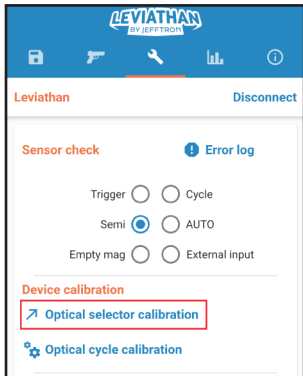 LEVIATHAN
BY JEFFTRON
Leviathan Disconnect
Sensor check Error log
Trigger Cycle
Semi AUTO
Empty mag External input
Device calibration
Optical selector calibration
Optical cycle calibration